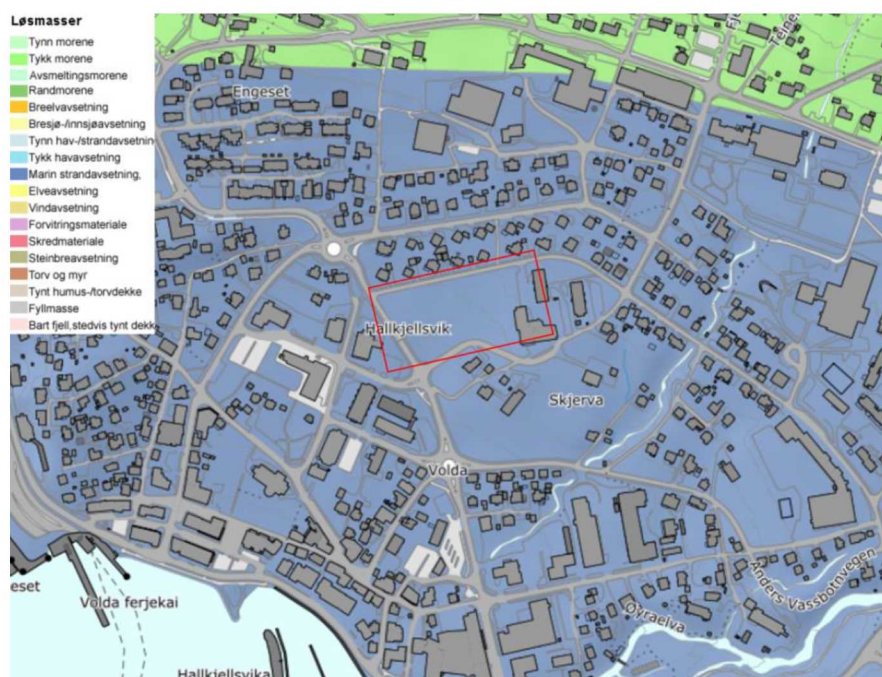 Løsmasser
Tynn morene
Tykk morene
Avsmeltingsmorene
Randmorene
Breelvavsetning
Bresjø-/innsjøavsetning
Tynn hav-/strandavsetning
Tykk havavsetning
Marin strandavsetning,
Elveavsetning
Vindavsetning
Forvitringsmateriale
Skredmateriale
Steinbreavsetning
Torv og myr
Tynt humus-/torvdekke
Fyllmasse
Bart fjell,stedvis tynt dekk
Engeset
Hallkjellsvik
Skjerva
Volda
Anders Vassbotnvegen
Øyraelva
eset
Volda ferjekai
Hallkjellsvika